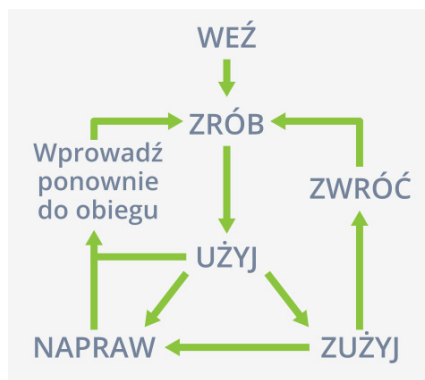 WEŹ
ZRÓB
Wprowadź
ponownie
do obiegu
ZWRÓĆ
UŻYJ
NAPRAW
ZUŻYJ